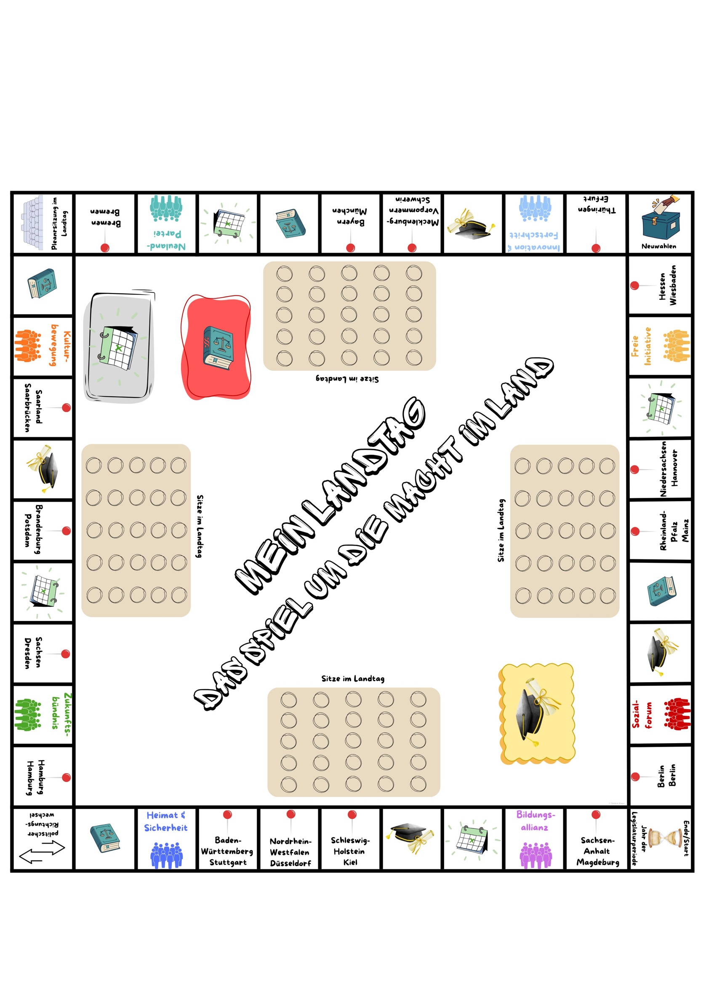 Pleanrsitzung im
Landtag
Bremen
Bremen
Neuland-
Partei
Bayern
München
Mecklenburg-
Vorpommern
Schwerin
Innovation &
Fortschritt
Thüringen
Erfurt
Neuwahlen
Hessen
Wiesbaden
Freie
Initiative
Niedersachsen
Hannover
Rheinland-
Pfalz
Mainz
Sozial-
forum
Berlin
Berlin
Ende/Start
Jahr der
Legislaturperiode
Sachsen-
Anhalt
Magdeburg
Bildungs-
allianz
Schleswig-
Holstein
Kiel
Nordrhein-
Westfalen
Düsseldorf
Baden-
Württemberg
Stuttgart
Heimat &
Sicherheit
politscher
Richtungs-
wechsel
Hamburg
Hamburg
Zukunfts-
bündnis
Sachsen
Dresden
Brandenburg
Potsdam
Saarland
Saarbrücken
Kultur-
bewegung
Sitze im Landtag
Sitze im Landtag
Sitze im Landtag
Sitze im Landtag
MEIN LANDTAG
DAS SPIEL UM DIE MACHT IM LAND